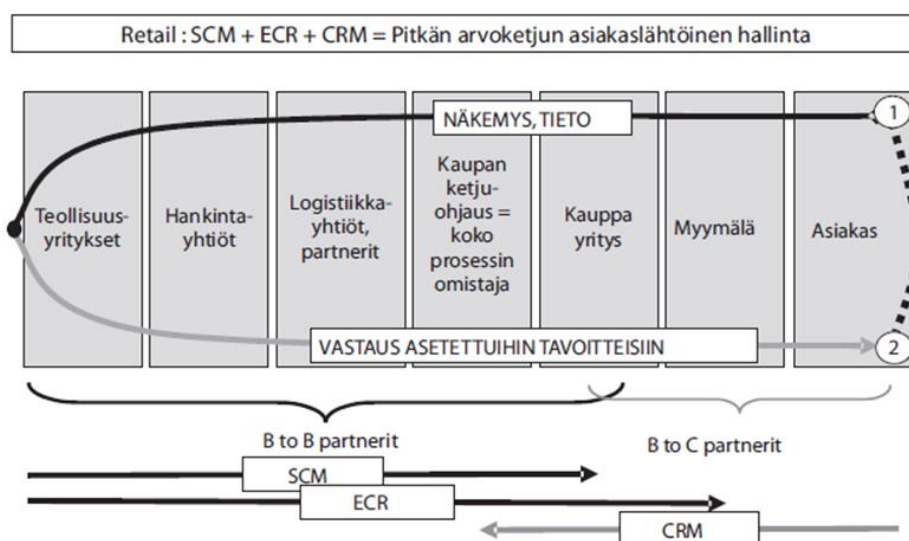 Retail : SCM + ECR + CRM = Pitkän arvoketjun asiakaslähtöinen hallinta
NÄKEMYS, TIETO
1
Teollisuus-
yritykset
Hankinta-
yhtiöt
Logistiikka-
yhtiöt,
partnerit
Kaupan
ketju-
ohjaus =
koko
prosessin
omistaja
Kauppa
yritys
Myymälä
Asiakas
VASTAUS ASETETTUIHIN TAVOITTEISIIN
2
B to B partnerit
B to C partnerit
SCM
ECR
CRM